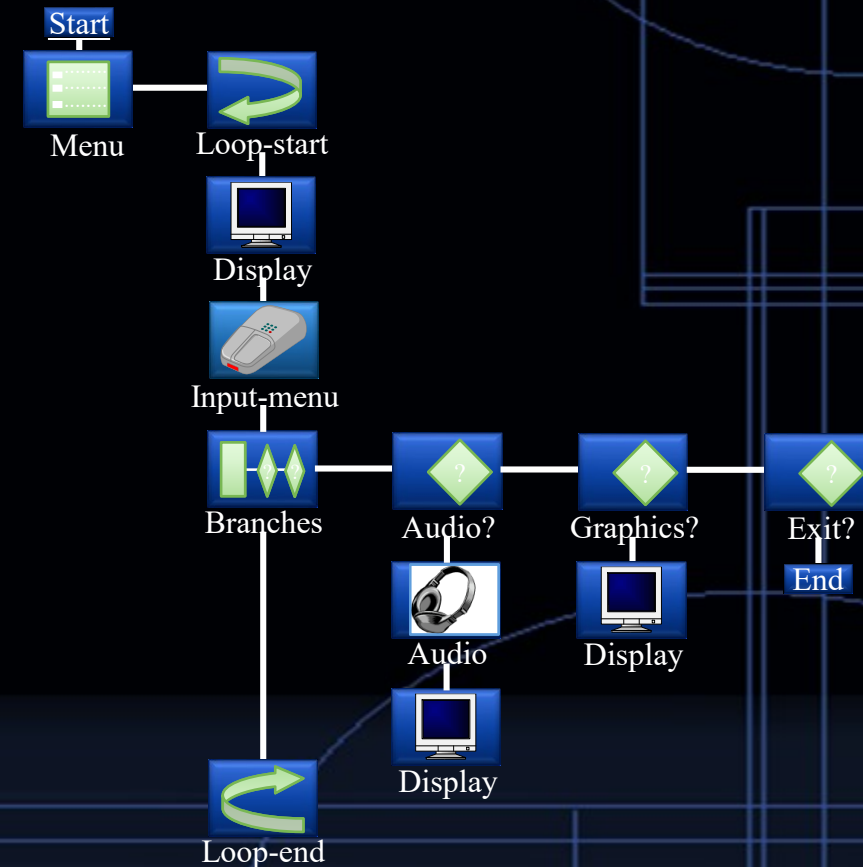 Start
Menu
Loop-start
Display
Input-menu
? ?
Branches
?
Audio?
?
Graphics?
?
Exit?
End
Audio
Display
Display
Loop-end